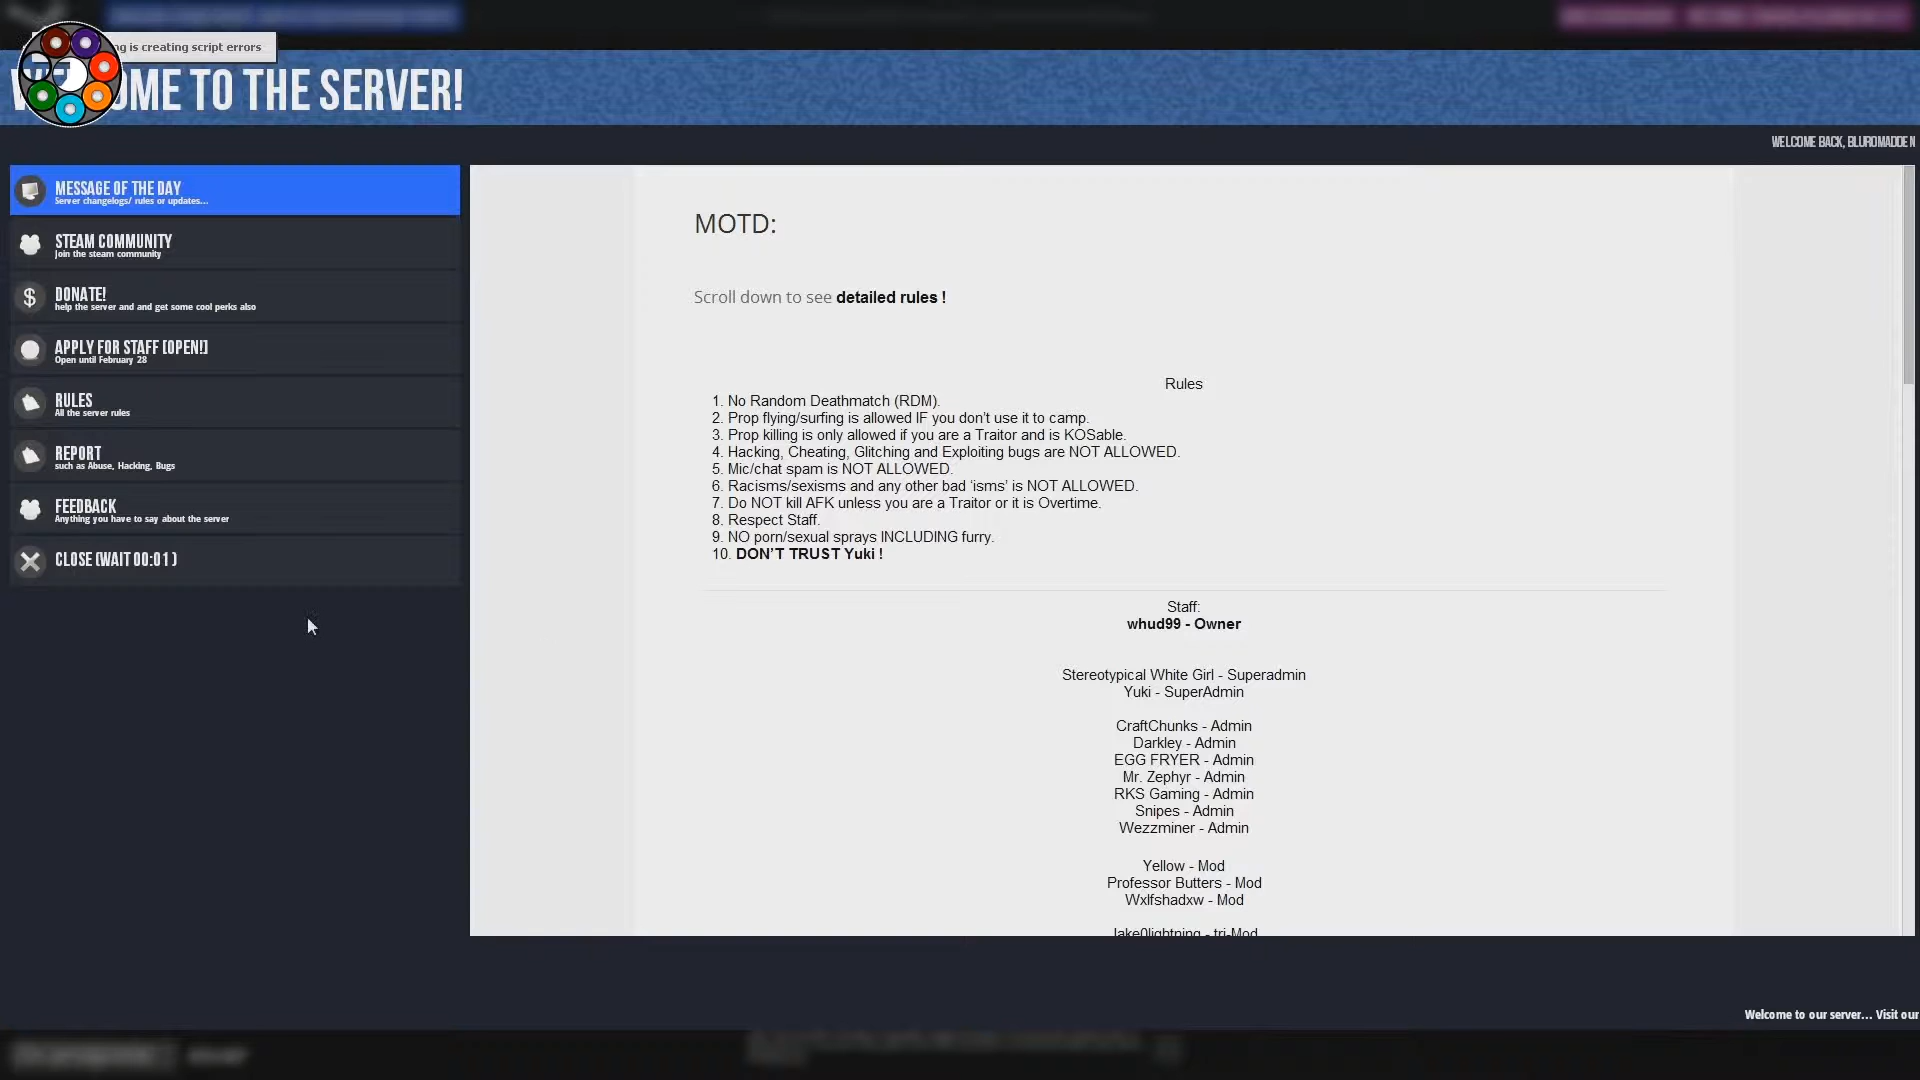 ng is creating script errors
WELCOME TO THE SERVER!
WELCOME BACK, BLUROMADDEN
MESSAGE OF THE DAY
Server changelogs/ rules or updates...
STEAM COMMUNITY
Join the steam community
DONATE!
help the server and and get some cool perks also
APPLY FOR STAFF [OPEN!]
Open until February 28
RULES
All the server rules
REPORT
such as Abuse, Hacking, Bugs
FEEDBACK
Anything you have to say about the server
CLOSE (WAIT 00:01 )
MOTD:
Scroll down to see detailed rules !
Rules
1. No Random Deathmatch (RDM).
2. Prop flying/surfing is allowed IF you don’t use it to camp.
3. Prop killing is only allowed if you are a Traitor and is KOSable.
4. Hacking, Cheating, Glitching and Exploiting bugs are NOT ALLOWED.
5. Mic/chat spam is NOT ALLOWED.
6. Racisms/sexisms and any other bad ‘isms’ is NOT ALLOWED.
7. Do NOT kill AFK unless you are a Traitor or it is Overtime.
8. Respect Staff.
9. NO porn/sexual sprays INCLUDING furry.
10. DON’T TRUST Yuki !
Staff:
whud99 - Owner
Stereotypical White Girl - Superadmin
Yuki - SuperAdmin
CraftChunks - Admin
Darkley - Admin
EGG FRYER - Admin
Mr. Zephyr - Admin
RKS Gaming - Admin
Snipes - Admin
Wezzminer - Admin
Yellow - Mod
Professor Butters - Mod
Wxlfshadxw - Mod
lake0lightning - tri-Mod
Welcome to our server... Visit our